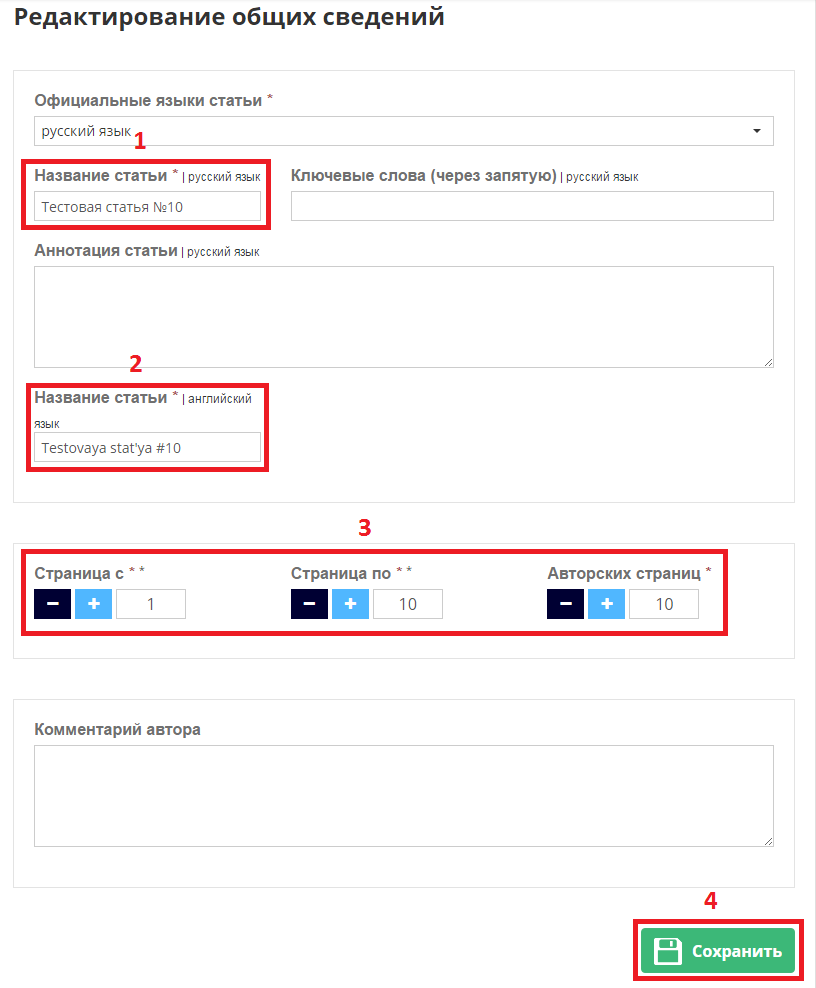 Редактирование общих сведений
Официальные языки статьи *
русский язык
1
Название статьи * | русский язык
Ключевые слова (через запятую) | русский язык
Тестовая статья №10
Аннотация статьи | русский язык
2
Название статьи * | английский
язык
Testovaya stat'ya #10
3
Страница с * *
Страница по * *
Авторских страниц *
− + 1
− + 10
− + 10
Комментарий автора
4
Сохранить